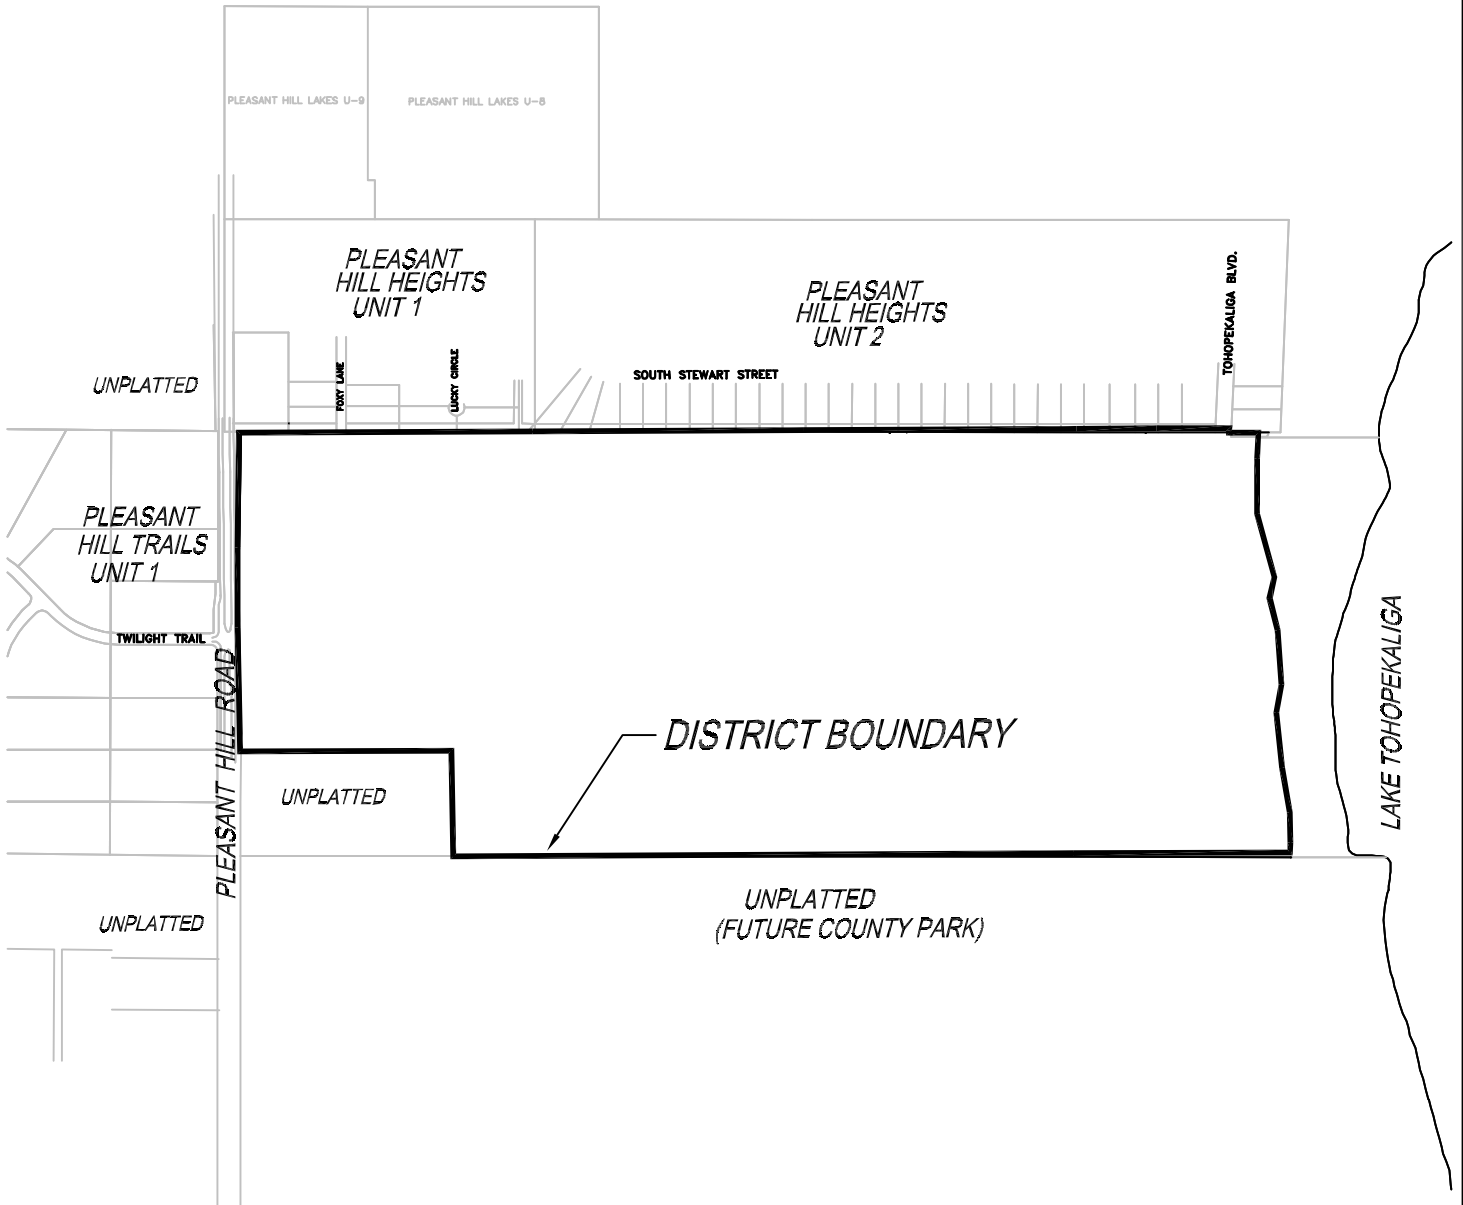 PLEASANT HILL LAKES U-9
PLEASANT HILL LAKES U-8
PLEASANT
HILL HEIGHTS
UNIT 1
PLEASANT
HILL HEIGHTS
UNIT 2
TOHOPEKALIGA BLVD.
UNPLATTED
FOXY LANE
LUCKY CIRCLE
SOUTH STEWART STREET
PLEASANT
HILL TRAILS
UNIT 1
TWILIGHT TRAIL
PLEASANT HILL ROAD
DISTRICT BOUNDARY
LAKE TOHOPEKALIGA
UNPLATTED
UNPLATTED
UNPLATTED
(FUTURE COUNTY PARK)